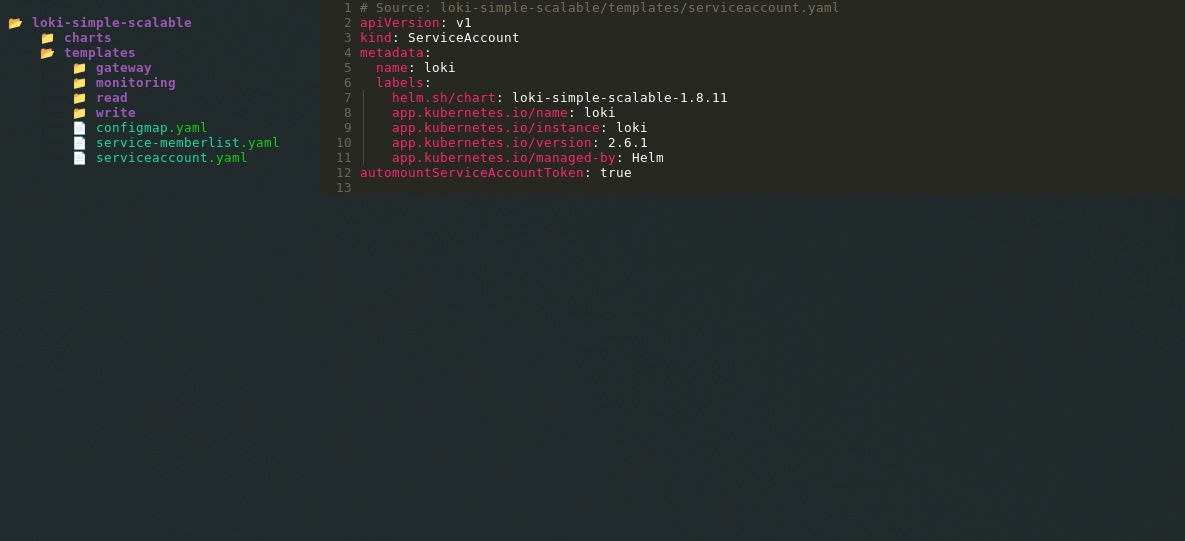 loki-simple-scalable
charts
templates
gateway
monitoring
read
write
configmap.yaml
service-memberlist.yaml
serviceaccount.yaml
1 # Source: loki-simple-scalable/templates/serviceaccount.yaml
2 apiVersion: v1
3 kind: ServiceAccount
4 metadata:
5   name: loki
6   labels:
7     helm.sh/chart: loki-simple-scalable-1.8.11
8     app.kubernetes.io/name: loki
9     app.kubernetes.io/instance: loki
10     app.kubernetes.io/version: 2.6.1
11     app.kubernetes.io/managed-by: Helm
12 automountServiceAccountToken: true
13